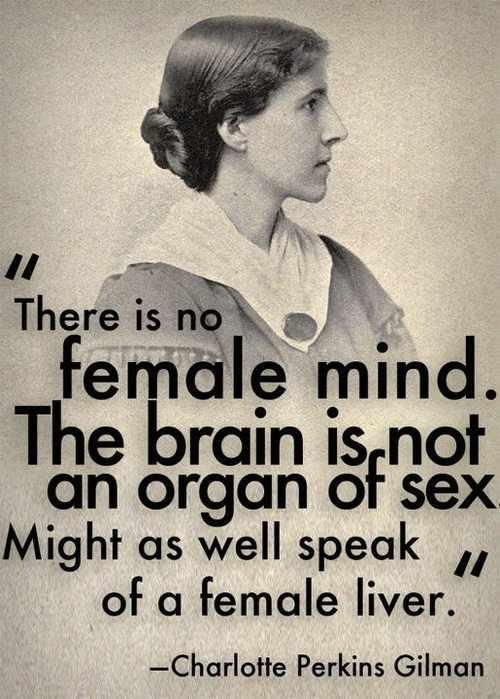 "
There is no
female mind.
The brain is not
an organ of sex
Might as well speak
of a female liver. "
—Charlotte Perkins Gilman